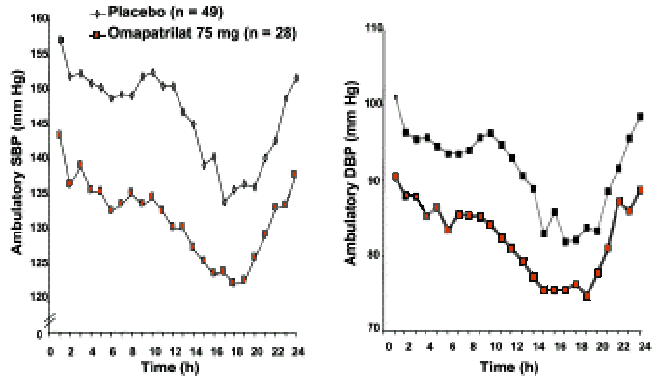 Placebo (n = 49)
Omapatrilat 75 mg (n = 28)
Ambulatory SBP (mm Hg)
160
155
150
145
140
135
130
125
120
0
0 2 4 6 8 10 12 14 16 18 20 22 24
Time (h)
Ambulatory DBP (mm Hg)
110
100
90
80
70
0 2 4 6 8 10 12 14 16 18 20 22 24
Time (h)